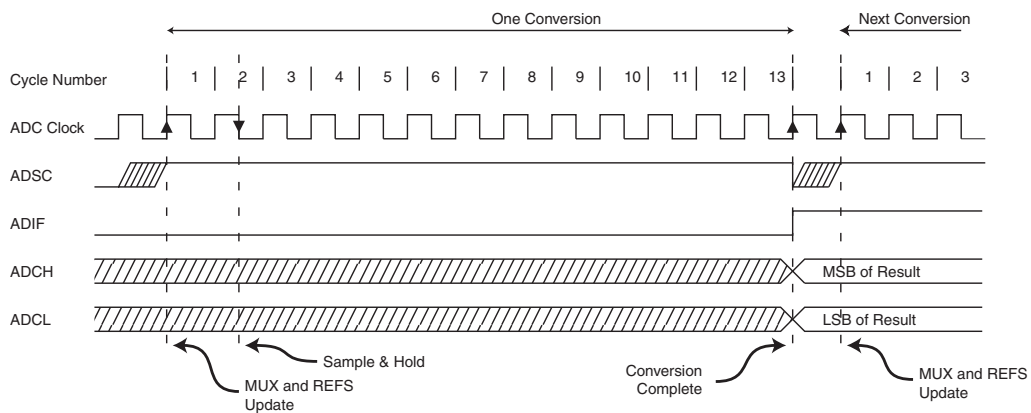 One Conversion
Next Conversion
Cycle Number
1 2 3 4 5 6 7 8 9 10 11 12 13 1 2 3
ADC Clock
ADSC
ADIF
ADCH
MSB of Result
ADCL
LSB of Result
Sample & Hold
MUX and REFS
Update
Conversion
Complete
MUX and REFS
Update